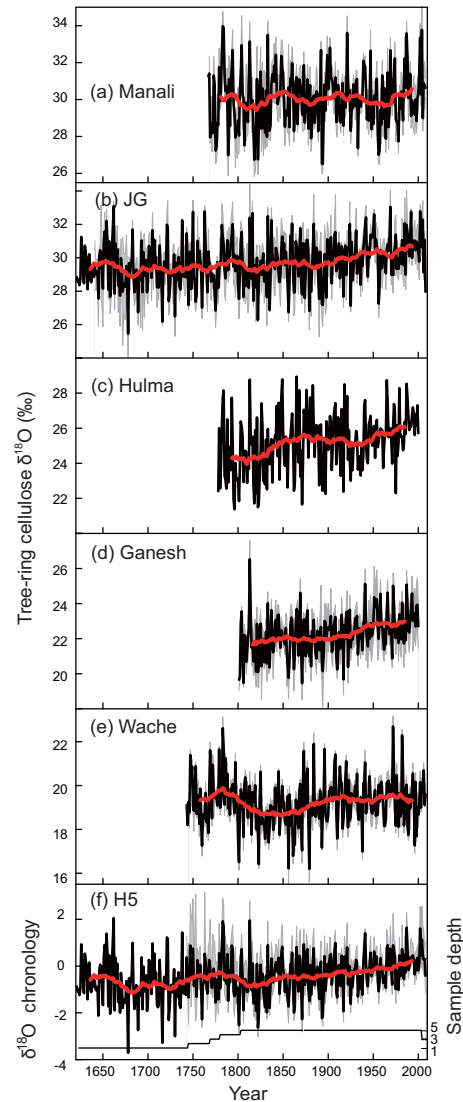 34
32
(a) Manali
30
28
26
(b) JG
32
30
28
26
(c) Hulma
28
26
24
22
Tree-ring cellulose δ¹⁸O (‰)
(d) Ganesh
26
24
22
20
(e) Wache
22
20
18
16
(f) H5
2
0
-2
-4
δ¹⁸O chronology
Sample depth
5
3
1
1650 1700 1750 1800 1850 1900 1950 2000
Year